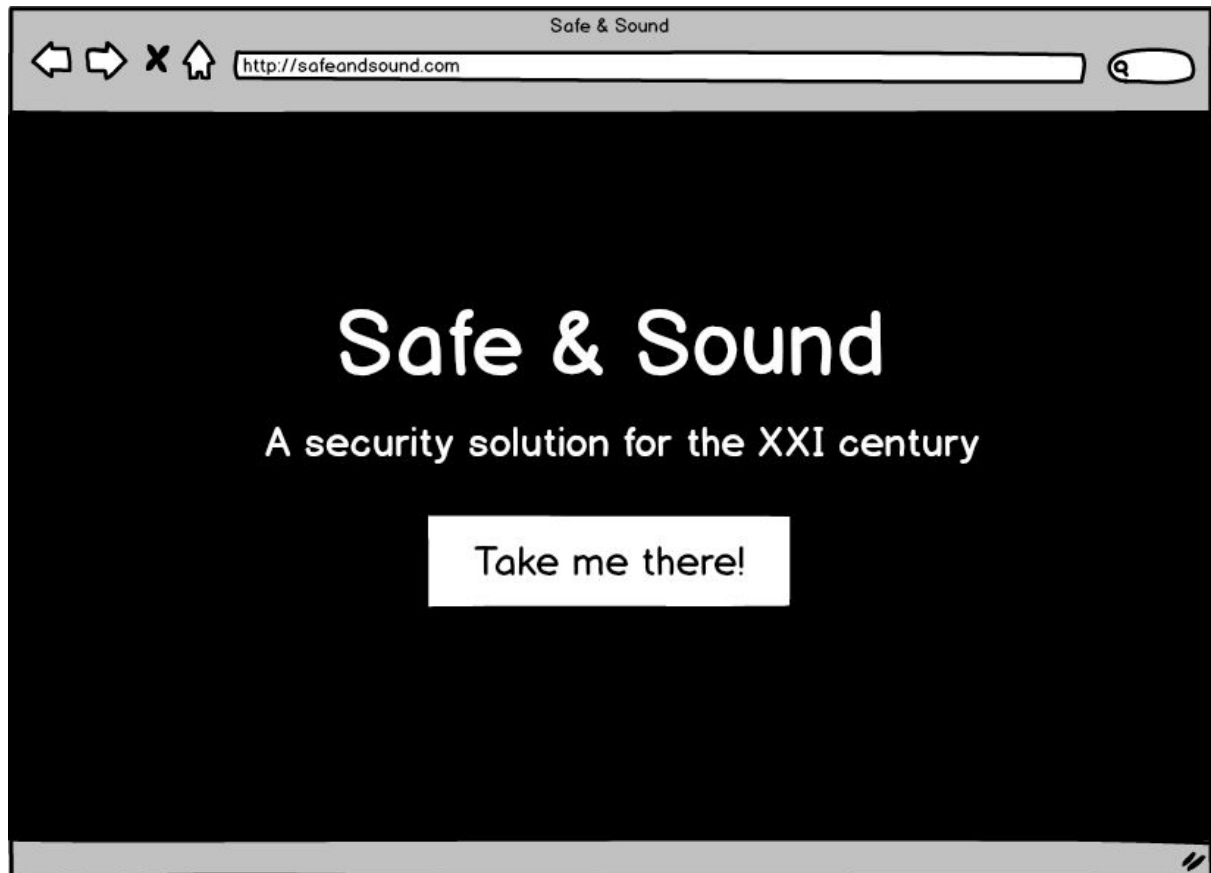 Safe & Sound
http://safeandsound.com
Safe & Sound
A security solution for the XXI century
Take me there!